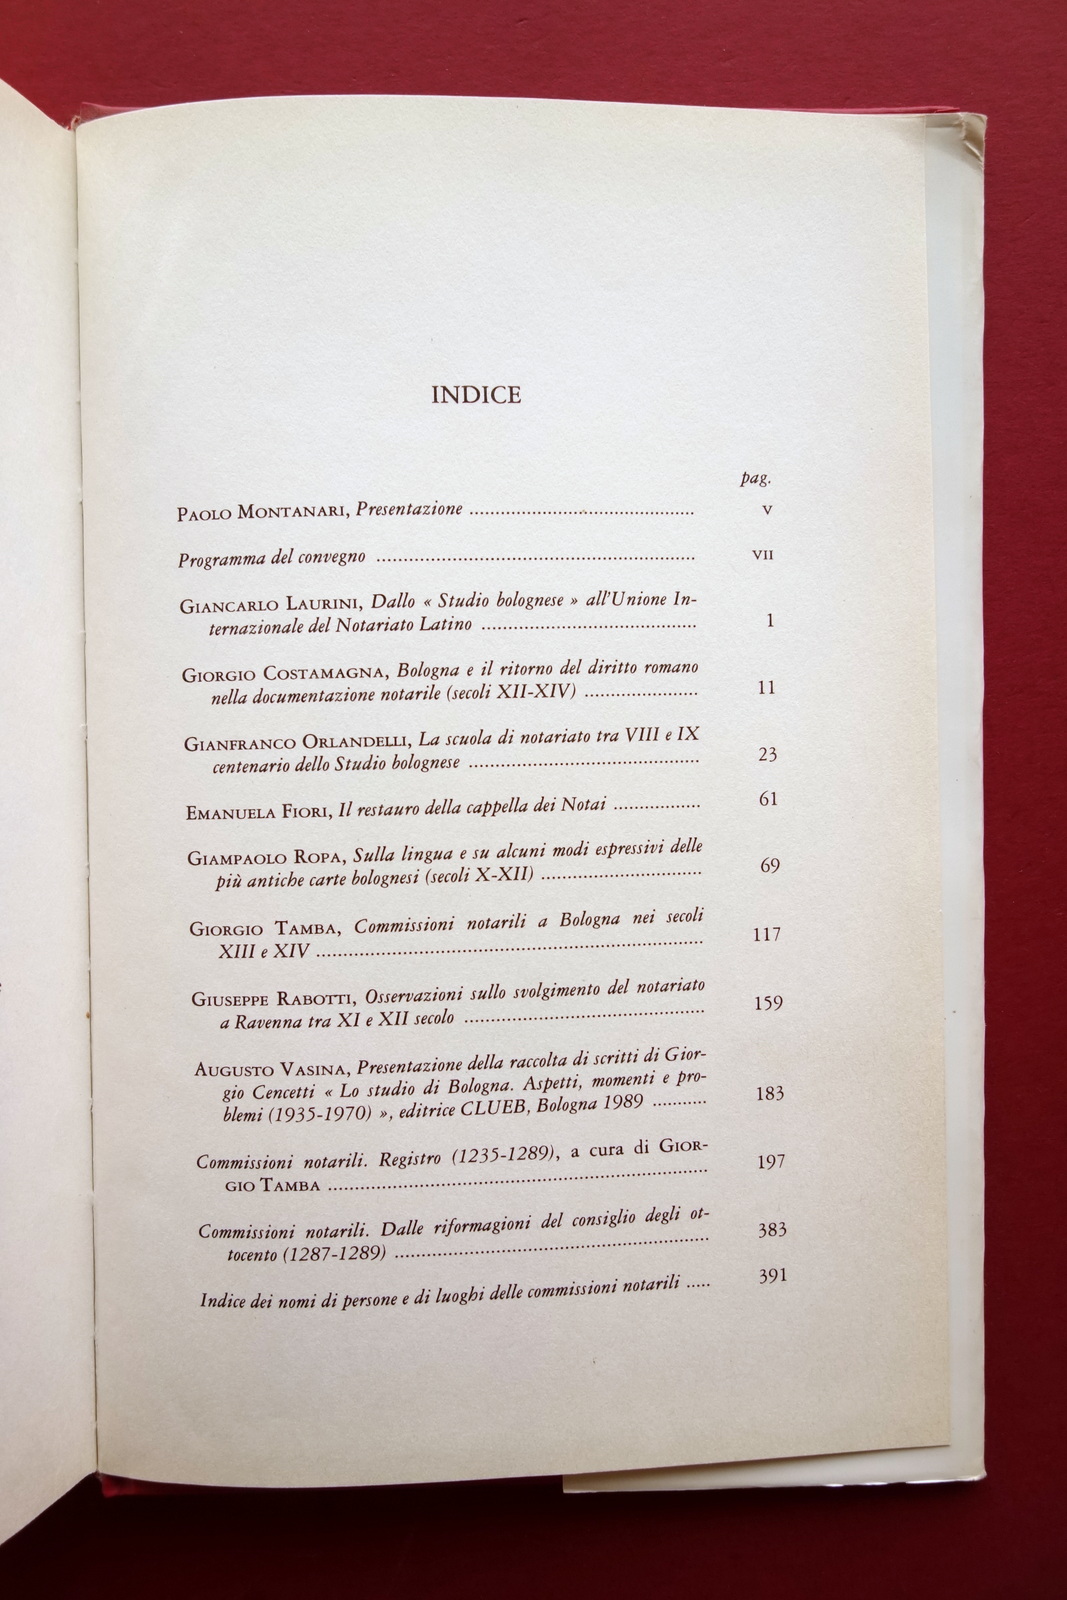 INDICE
pag.
PAOLO MONTANARI, Presentazione .......................................... V
Programma del convegno .......................................................... VII
GIANCARLO LAURINI, Dallo « Studio bolognese » all'Unione In-
ternazionale del Notariato Latino ........................................ 1
GIORGIO COSTAMAGNA, Bologna e il ritorno del diritto romano
nella documentazione notarile (secoli XII-XIV) ..................... 11
GIANFRANCO ORLANDELLI, La scuola di notariato tra VIII e IX
centenario dello Studio bolognese ........................................... 23
EMANUELA FIORI, Il restauro della cappella dei Notai ................ 61
GIAMPAOLO ROPA, Sulla lingua e su alcuni modi espressivi delle
più antiche carte bolognesi (secoli X-XII) .............................. 69
GIORGIO TAMBA, Commissioni notarili a Bologna nei secoli
XIII e XIV ....................................................................... 117
GIUSEPPE RABOTTI, Osservazioni sullo svolgimento del notariato
a Ravenna tra XI e XII secolo ............................................. 159
AUGUSTO VASINA, Presentazione della raccolta di scritti di Gior-
gio Cencetti « Lo studio di Bologna. Aspetti, momenti e pro-
blemi (1935-1970) », editrice CLUEB, Bologna 1989 ........... 183
Commissioni notarili. Registro (1235-1289), a cura di GIOR-
GIO TAMBA ...................................................................... 197
Commissioni notarili. Dalle riformagioni del consiglio degli ot-
tocento (1287-1289) .......................................................... 383
Indice dei nomi di persone e di luoghi delle commissioni notarili ..... 391